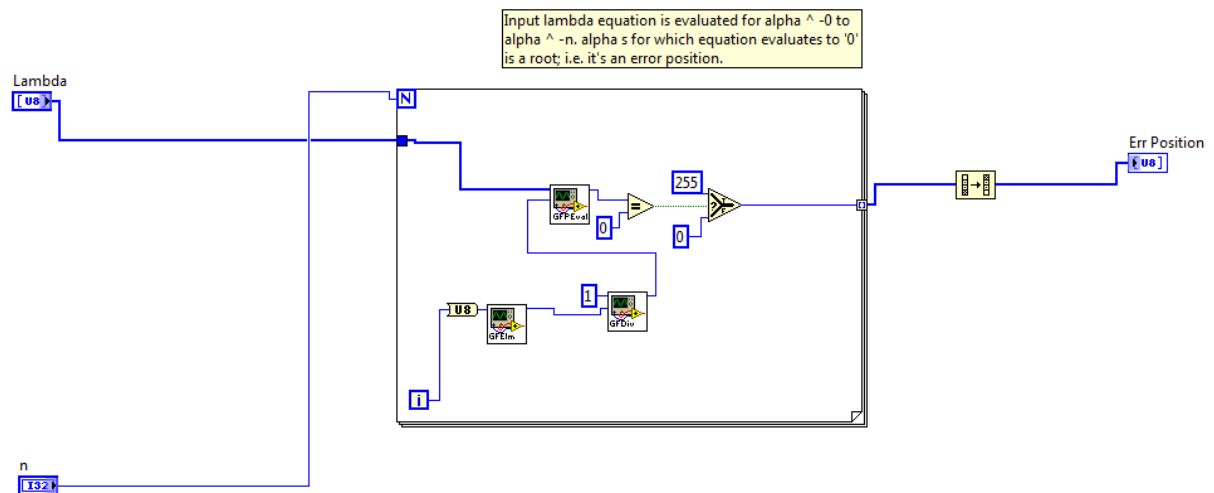 Input lambda equation is evaluated for alpha ^ -0 to
alpha ^ -n. alpha s for which equation evaluates to '0'
is a root; i.e. it's an error position.
Lambda
[U8]
N
Err Position
[U8]
255
GFPEval
=
0
?
T
F
0
1
U8
GFElm
GFDiv
i
n
I32